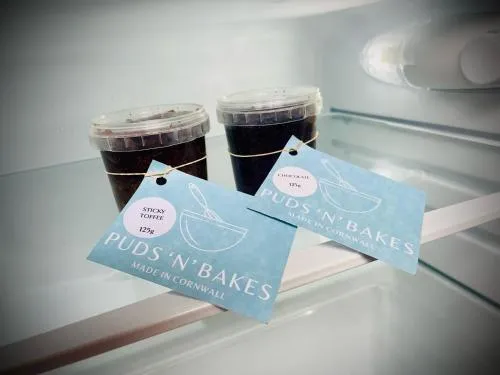 STICKY
TOFFEE
125g
PUDS 'N' BAKES
MADE IN CORNWALL
CHOCOLATE
125g
PUDS 'N' BAKES
MADE IN CORNWALL